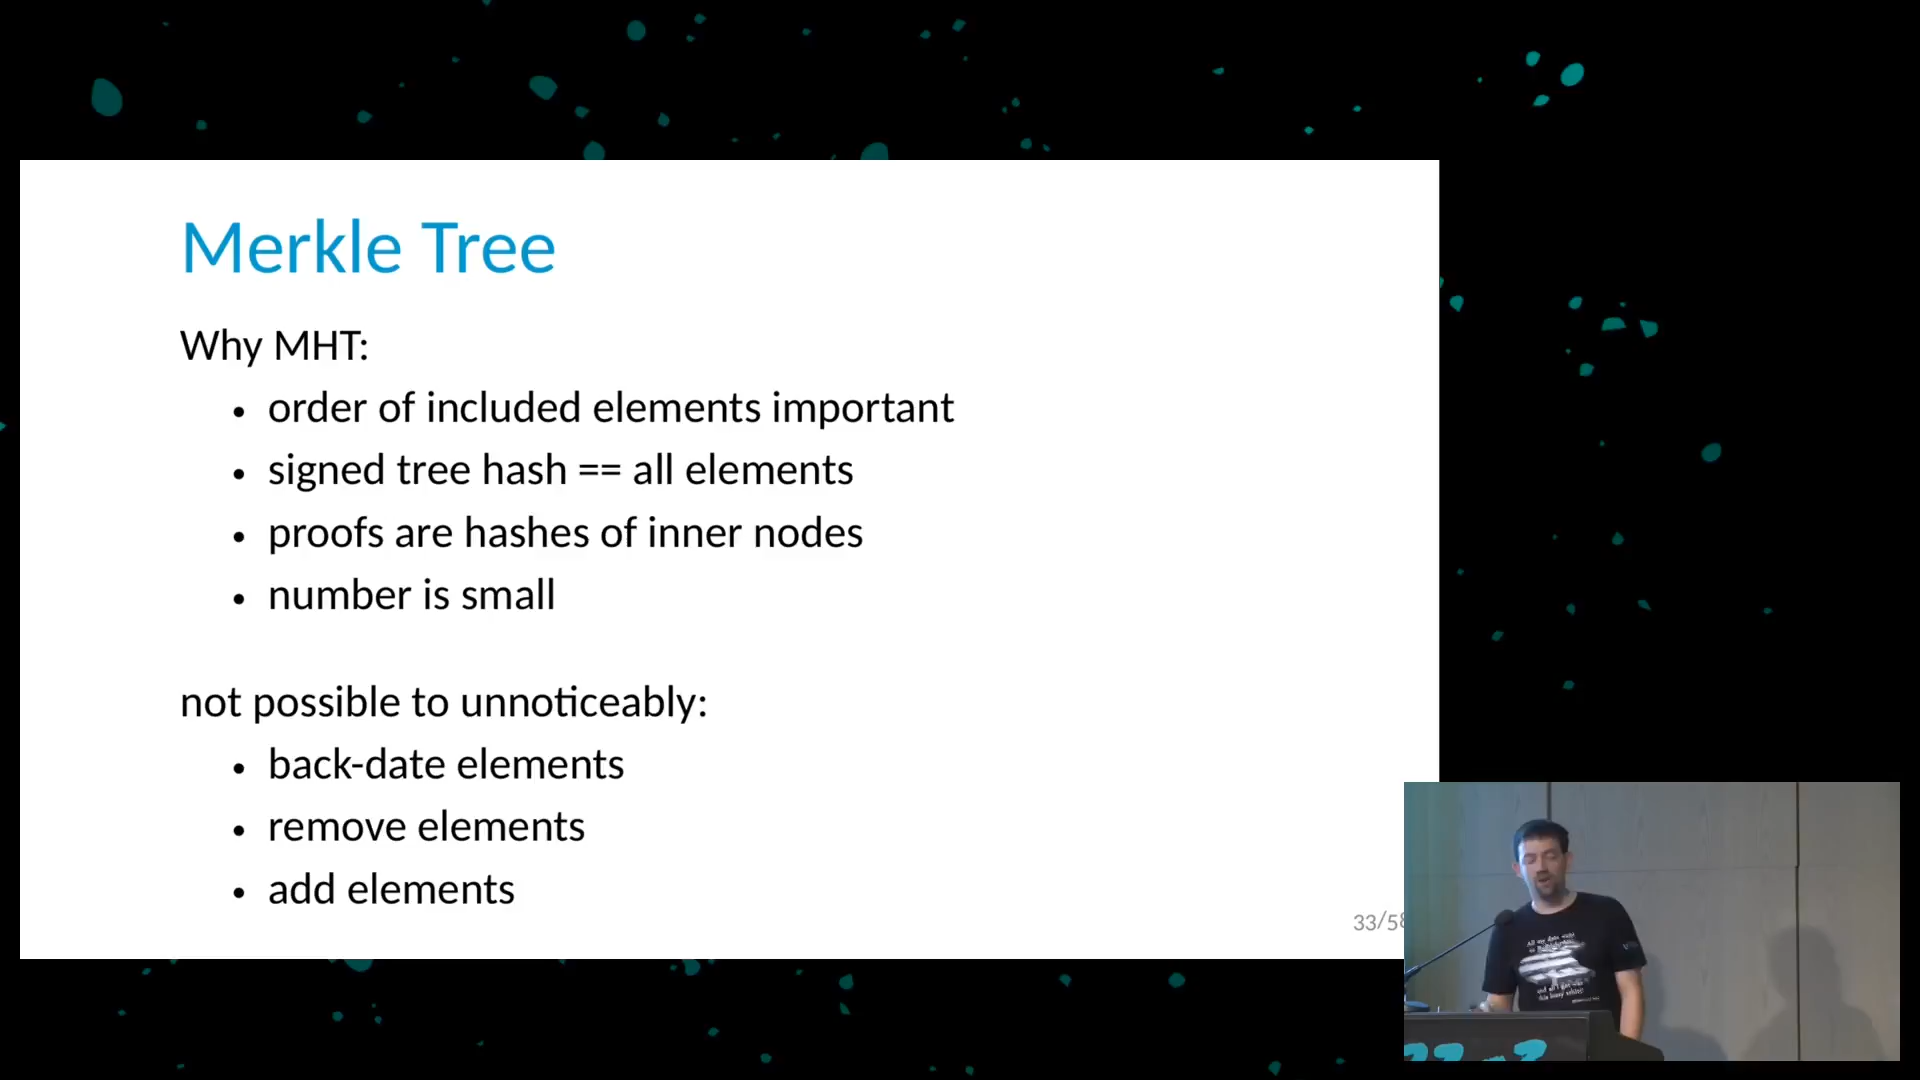 Merkle Tree
Why MHT:
• order of included elements important
• signed tree hash == all elements
• proofs are hashes of inner nodes
• number is small
not possible to unnoticeably:
• back-date elements
• remove elements
• add elements
33/58